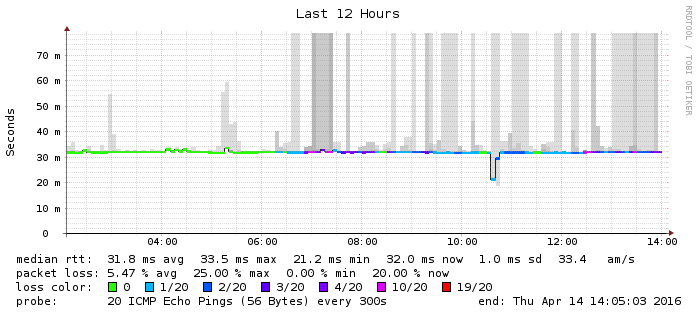 Last 12 Hours
RRDTOOL / TOBI OETIKER
Seconds
70 m
60 m
50 m
40 m
30 m
20 m
10 m
0
04:00 06:00 08:00 10:00 12:00 14:00
median rtt: 31.8 ms avg 33.5 ms max 21.2 ms min 32.0 ms now 1.0 ms sd 33.4 am/s
packet loss: 5.47 % avg 25.00 % max 0.00 % min 20.00 % now
loss color: 0 1/20 2/20 3/20 4/20 10/20 19/20
probe: 20 ICMP Echo Pings (56 Bytes) every 300s end: Thu Apr 14 14:05:03 2016